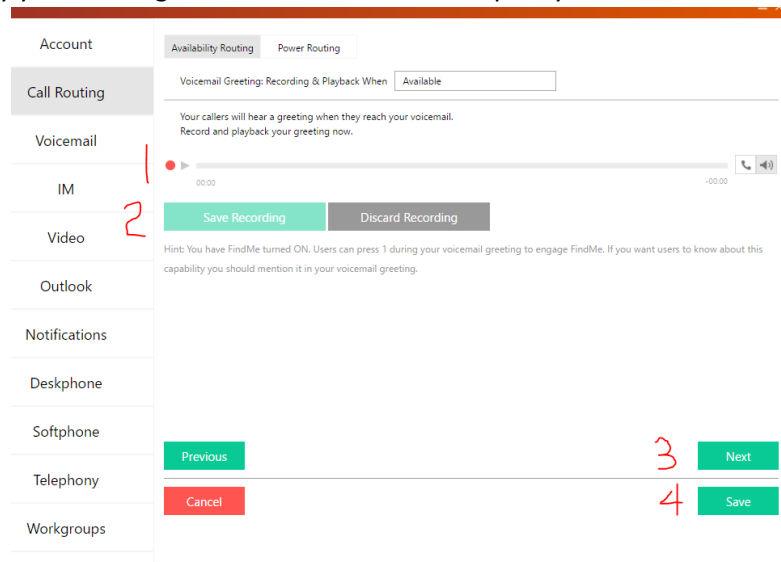 Account
Availability Routing Power Routing
Call Routing
Voicemail Greeting: Recording & Playback When Available
Your callers will hear a greeting when they reach your voicemail.
Record and playback your greeting now.
Voicemail
1
00:00 -00:00
IM
2
Save Recording Discard Recording
Video
Hint: You have FindMe turned ON. Users can press 1 during your voicemail greeting to engage FindMe. If you want users to know about this
capability you should mention it in your voicemail greeting.
Outlook
Notifications
Deskphone
Softphone
Previous 3 Next
Telephony
Cancel 4 Save
Workgroups